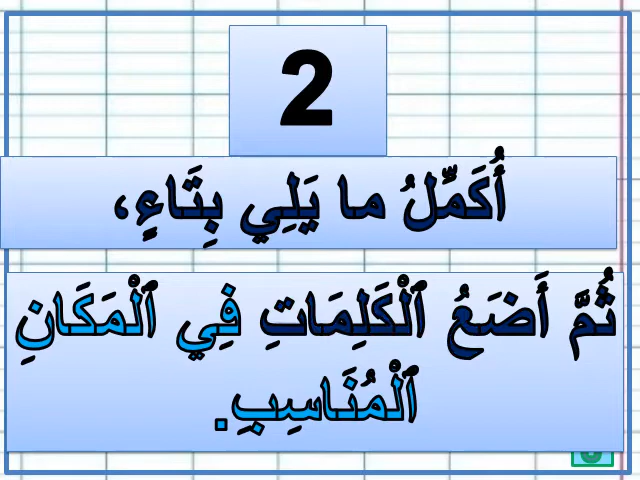 2
أُكَمِّلُ ما يَلِي بِتَاءٍ،
ثُمَّ أَضَعُ ٱلْكَلِمَاتِ فِي ٱلْمَكَانِ
ٱلْمُنَاسِبِ.